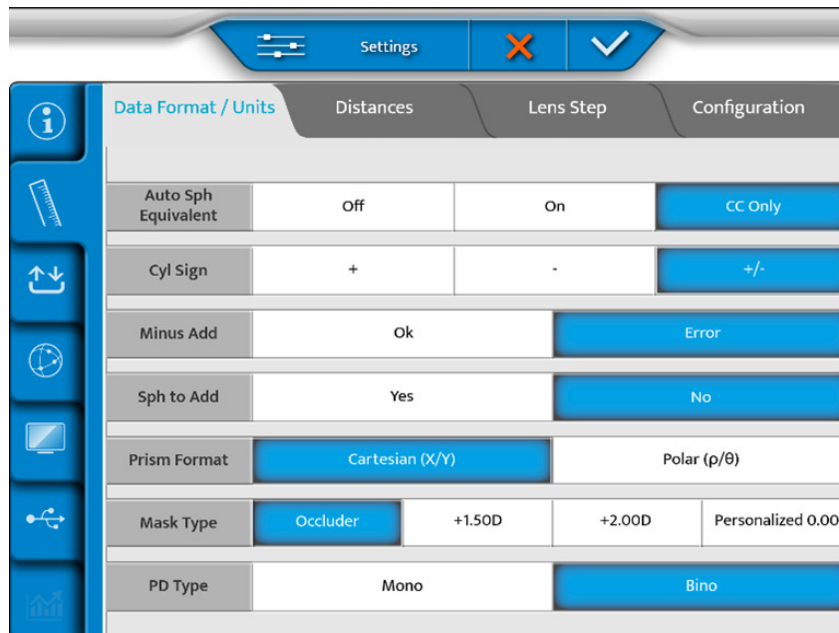 Settings
Data Format / Units
Distances
Lens Step
Configuration
Auto Sph
Equivalent
Off
On
CC Only
Cyl Sign
+
-
+/-
Minus Add
Ok
Error
Sph to Add
Yes
No
Prism Format
Cartesian (X/Y)
Polar (ρ/θ)
Mask Type
Occluder
+1.50D
+2.00D
Personalized 0.00
PD Type
Mono
Bino